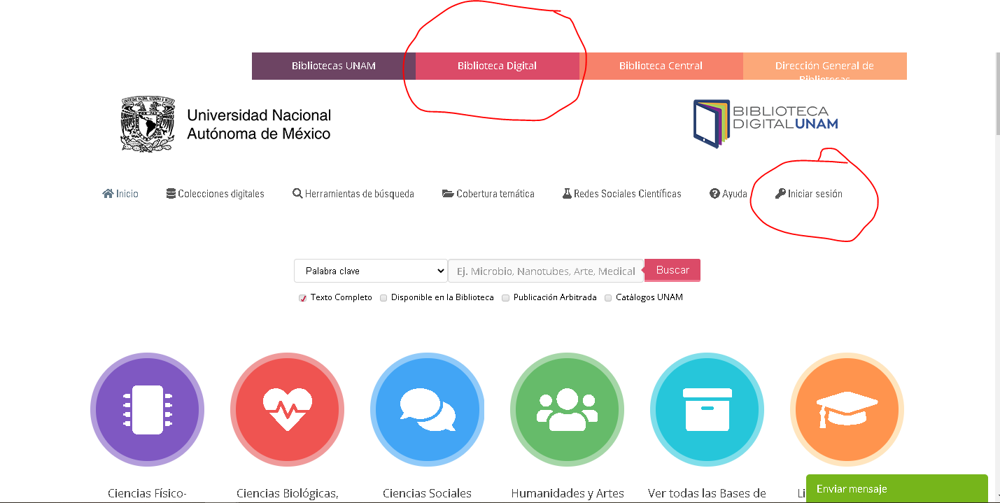 Bibliotecas UNAM
Biblioteca Digital
Biblioteca Central
Dirección General de
Bibliotecas
Universidad Nacional
Autónoma de México
BIBLIOTECA
DIGITALUNAM
Inicio
Colecciones digitales
Herramientas de búsqueda
Cobertura temática
Redes Sociales Científicas
Ayuda
Iniciar sesión
Palabra clave
Ej. Microbio, Nanotubes, Arte, Medical
Buscar
Texto Completo
Disponible en la Biblioteca
Publicación Arbitrada
Catálogos UNAM
Ciencias Físico-
Ciencias Biológicas,
Ciencias Sociales
Humanidades y Artes
Ver todas las Bases de
Enviar mensaje